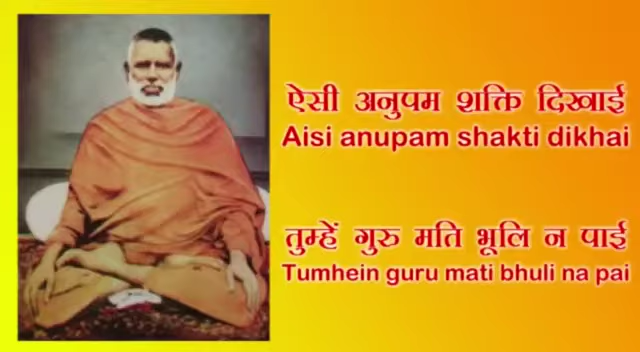 ऐसी अनुपम शक्ति दिखाई
Aisi anupam shakti dikhai
तुम्हें गुरु मति भूलि न पाई
Tumhein guru mati bhuli na pai